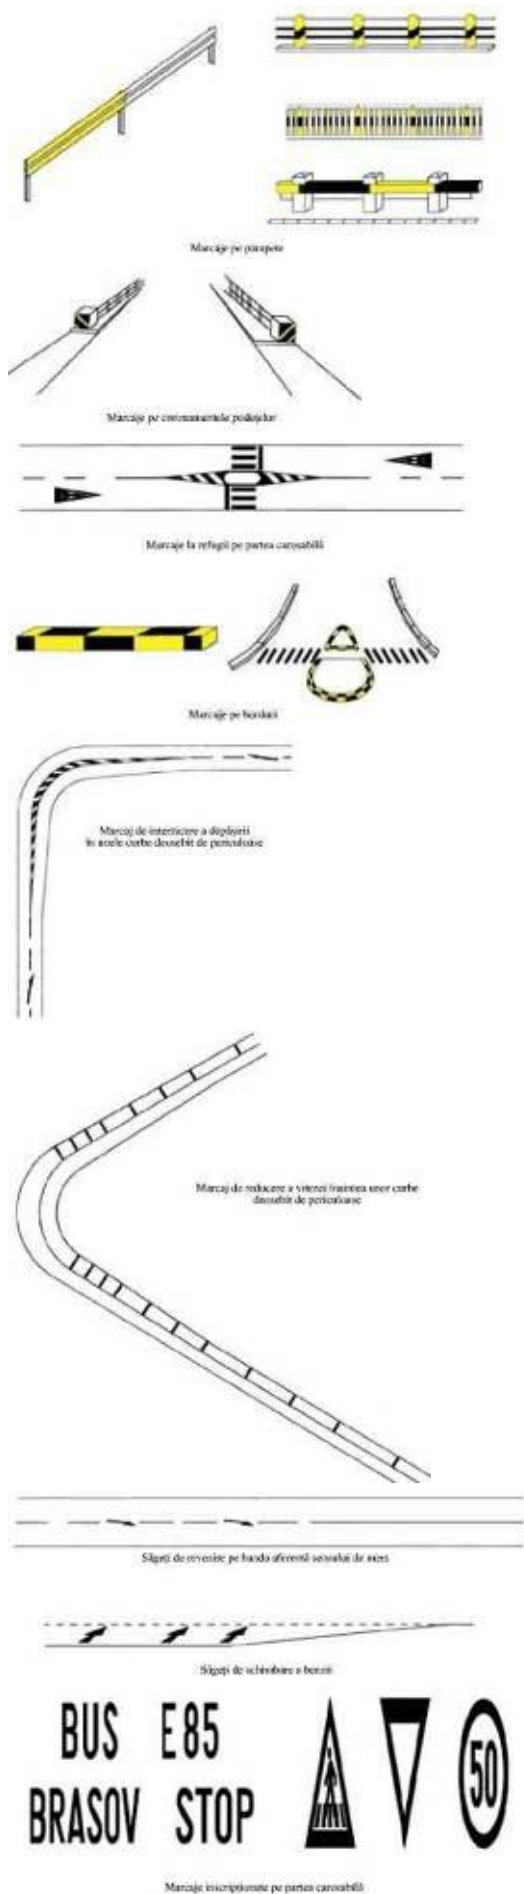 Marcaje pe parapete
Marcaje pe coronamentele podeţelor
Marcaje la refugii pe partea carosabilă
Marcaje pe borduri
Marcaj de interzicere a depăşirii
în unele curbe deosebit de periculoase
Marcaj de reducere a vitezei înaintea unor curbe
deosebit de periculoase
Săgeţi de revenire pe banda aferentă sensului de mers
Săgeţi de schimbare a benzii
BUS E 85
BRASOV STOP
50
Marcaje inscripţionate pe partea carosabilă